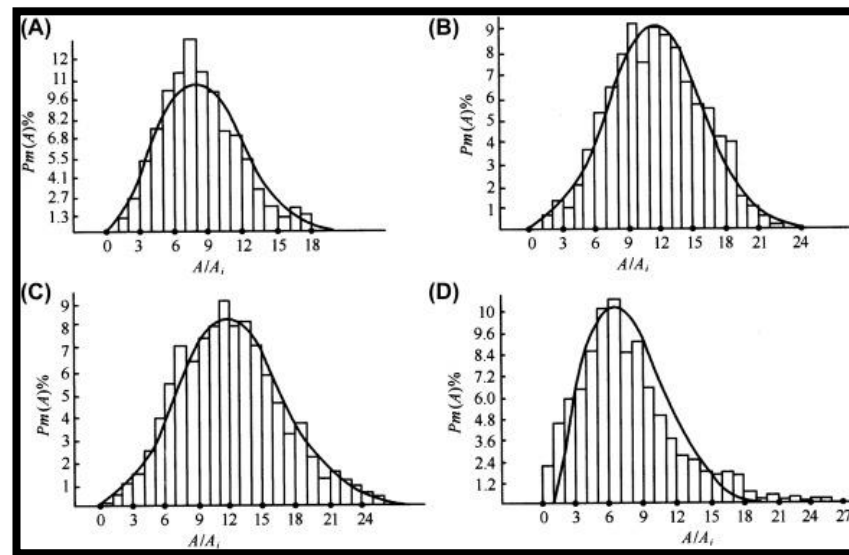 (A)
Pm(A)%
12
11
9.6
8.2
6.8
5.5
4.1
2.7
1.3
0 3 6 9 12 15 18
A/Ai
(B)
Pm(A)%
9
8
7
6
5
4
3
2
1
0 3 6 9 12 15 18 21 24
A/Ai
(C)
Pm(A)%
9
8
7
6
5
4
3
2
1
0 3 6 9 12 15 18 21 24
A/Ai
(D)
Pm(A)%
10
9.6
8.4
7.2
6.0
4.8
3.6
2.4
1.2
0 3 6 9 12 15 18 21 24 27
A/Ai